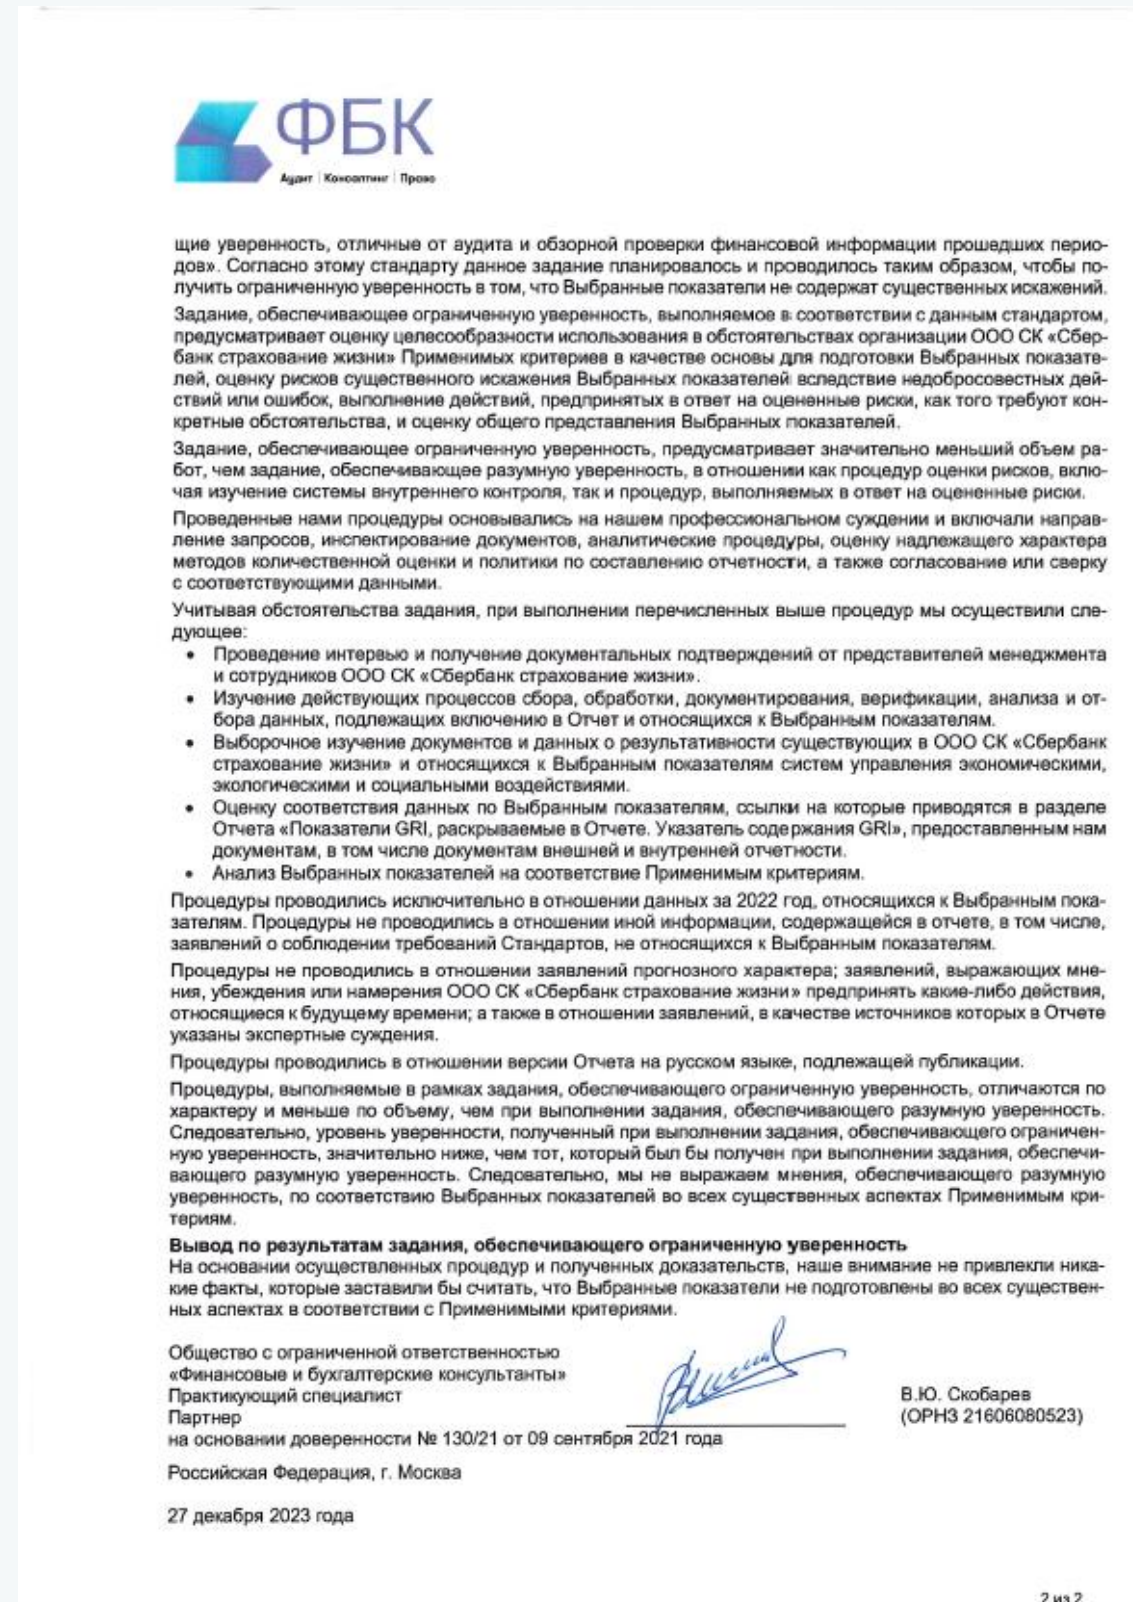 ФБК
Аудит | Консалтинг | Право
щие уверенность, отличные от аудита и обзорной проверки финансовой информации прошедших перио-
дов». Согласно этому стандарту данное задание планировалось и проводилось таким образом, чтобы по-
лучить ограниченную уверенность в том, что Выбранные показатели не содержат существенных искажений.
Задание, обеспечивающее ограниченную уверенность, выполняемое в соответствии с данным стандартом,
предусматривает оценку целесообразности использования в обстоятельствах организации ООО СК «Сбер-
банк страхование жизни» Применимых критериев в качестве основы для подготовки Выбранных показате-
лей, оценку рисков существенного искажения Выбранных показателей вследствие недобросовестных дей-
ствий или ошибок, выполнение действий, предпринятых в ответ на оцененные риски, как того требуют кон-
кретные обстоятельства, и оценку общего представления Выбранных показателей.
Задание, обеспечивающее ограниченную уверенность, предусматривает значительно меньший объем ра-
бот, чем задание, обеспечивающее разумную уверенность, в отношении как процедур оценки рисков, вклю-
чая изучение системы внутреннего контроля, так и процедур, выполняемых в ответ на оцененные риски.
Проведенные нами процедуры основывались на нашем профессиональном суждении и включали направ-
ление запросов, инспектирование документов, аналитические процедуры, оценку надлежащего характера
методов количественной оценки и политики по составлению отчетности, а также согласование или сверку
с соответствующими данными.
Учитывая обстоятельства задания, при выполнении перечисленных выше процедур мы осуществили сле-
дующее:
• Проведение интервью и получение документальных подтверждений от представителей менеджмента
и сотрудников ООО СК «Сбербанк страхование жизни».
• Изучение действующих процессов сбора, обработки, документирования, верификации, анализа и от-
бора данных, подлежащих включению в Отчет и относящихся к Выбранным показателям.
• Выборочное изучение документов и данных о результативности существующих в ООО СК «Сбербанк
страхование жизни» и относящихся к Выбранным показателям систем управления экономическими,
экологическими и социальными воздействиями.
• Оценку соответствия данных по Выбранным показателям, ссылки на которые приводятся в разделе
Отчета «Показатели GRI, раскрываемые в Отчете. Указатель содержания GRI», предоставленным нам
документам, в том числе документам внешней и внутренней отчетности.
• Анализ Выбранных показателей на соответствие Применимым критериям.
Процедуры проводились исключительно в отношении данных за 2022 год, относящихся к Выбранным пока-
зателям. Процедуры не проводились в отношении иной информации, содержащейся в отчете, в том числе,
заявлений о соблюдении требований Стандартов, не относящихся к Выбранным показателям.
Процедуры не проводились в отношении заявлений прогнозного характера; заявлений, выражающих мне-
ния, убеждения или намерения ООО СК «Сбербанк страхование жизни» предпринять какие-либо действия,
относящиеся к будущему времени; а также в отношении заявлений, в качестве источников которых в Отчете
указаны экспертные суждения.
Процедуры проводились в отношении версии Отчета на русском языке, подлежащей публикации.
Процедуры, выполняемые в рамках задания, обеспечивающего ограниченную уверенность, отличаются по
характеру и меньше по объему, чем при выполнении задания, обеспечивающего разумную уверенность.
Следовательно, уровень уверенности, полученный при выполнении задания, обеспечивающего ограничен-
ную уверенность, значительно ниже, чем тот, который был бы получен при выполнении задания, обеспечи-
вающего разумную уверенность. Следовательно, мы не выражаем мнения, обеспечивающего разумную
уверенность, по соответствию Выбранных показателей во всех существенных аспектах Применимым кри-
териям.
Вывод по результатам задания, обеспечивающего ограниченную уверенность
На основании осуществленных процедур и полученных доказательств, наше внимание не привлекли ника-
кие факты, которые заставили бы считать, что Выбранные показатели не подготовлены во всех существен-
ных аспектах в соответствии с Применимыми критериями.
Общество с ограниченной ответственностью
«Финансовые и бухгалтерские консультанты»
Практикующий специалист
Партнер
на основании доверенности № 130/21 от 09 сентября 2021 года
В.Ю. Скобарев
(ОРНЗ 21606080523)
Российская Федерация, г. Москва
27 декабря 2023 года
2 из 2